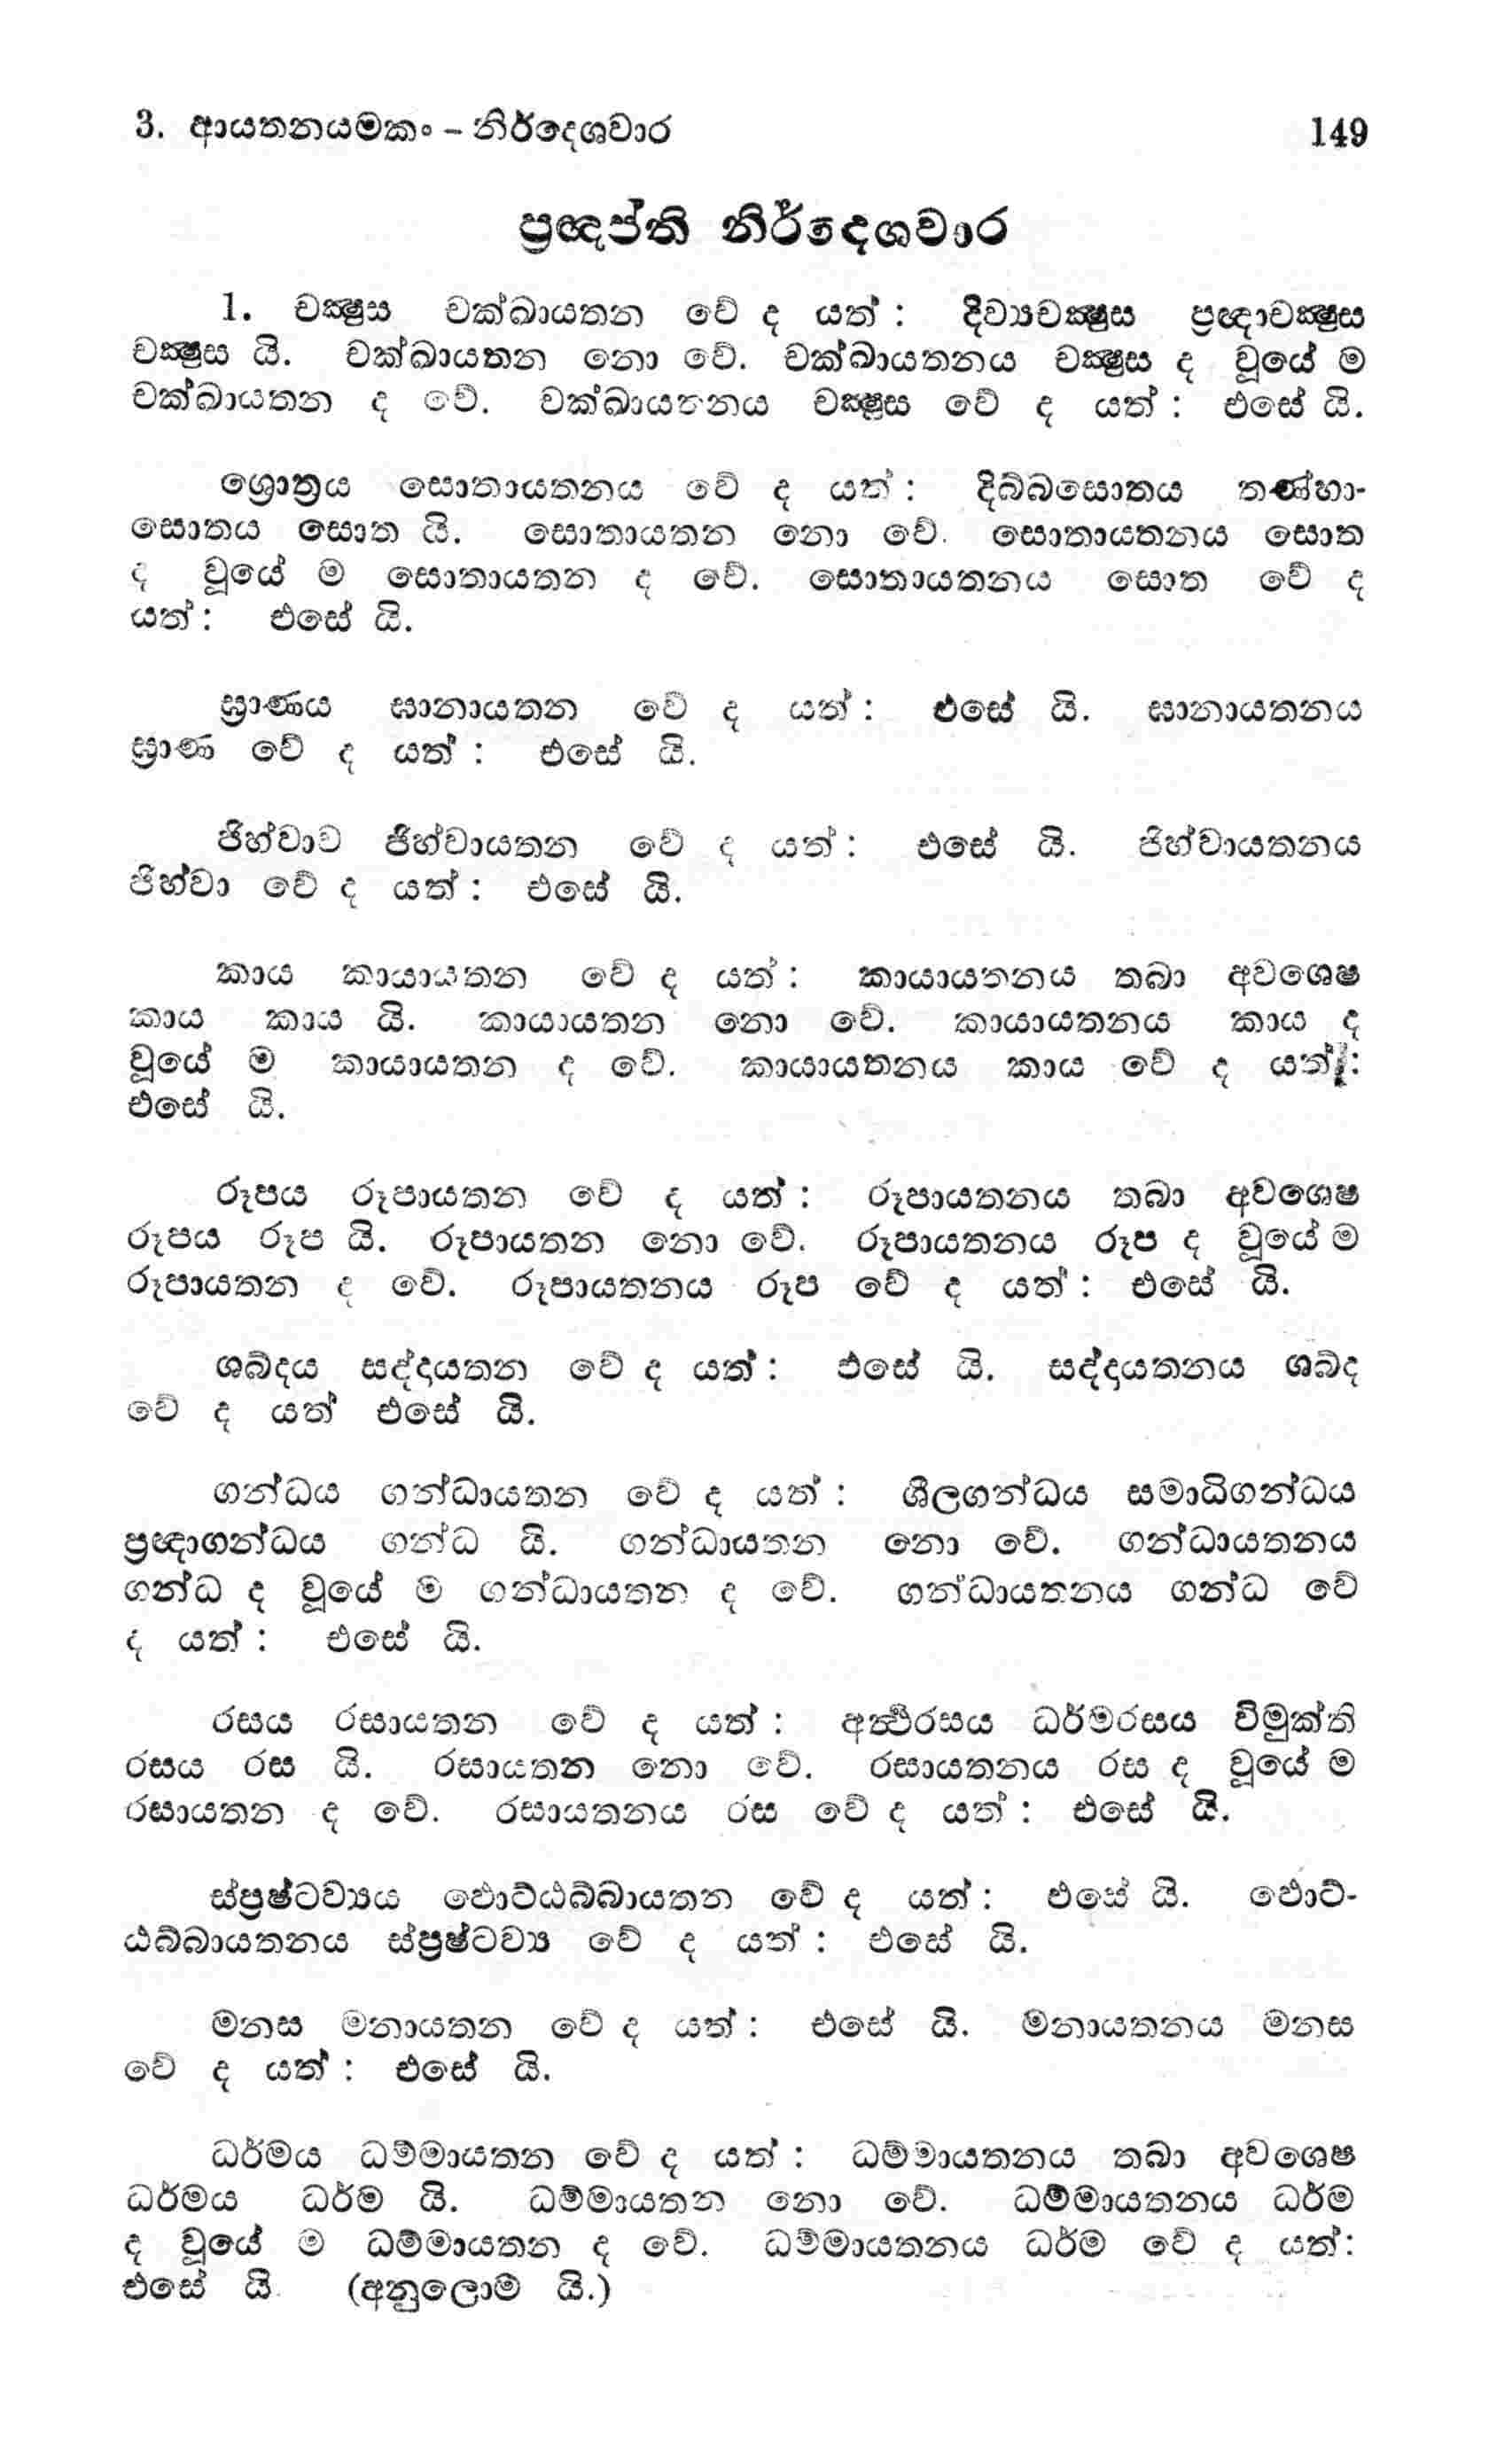 3. ආයතනයමකං – නිර්දෙශවාර 149
ප්‍රඥප්ති නිර්දෙශවාර
1. චක්‍ෂුස චක්ඛායතන වේ ද යත් : දිව්‍යචක්‍ෂුස ප්‍රඥාචක්‍ෂුස
චක්‍ෂුස යි. චක්ඛායතන නො වේ. චක්ඛායතනය චක්‍ෂුස ද වූයේ ම
චක්ඛායතන ද වේ. චක්ඛායතනය චක්‍ෂුස වේ ද යත් : එසේ යි.
ශ්‍රොත්‍රය සොතායතනය වේ ද යත් : දිබ්බසොතය තණ්හා-
සොතය සොත යි. සොතායතන නො වේ. සොතායතනය සොත
ද වූයේ ම සොතායතන ද වේ. සොතායතනය සොත වේ ද
යත් : එසේ යි.
ඝ්‍රාණය ඝානායතන වේ ද යත් : එසේ යි. ඝානායතනය
ඝ්‍රාණ වේ ද යත් : එසේ යි.
ජිහ්වාව ජිහ්වායතන වේ ද යත් : එසේ යි. ජිහ්වායතනය
ජිහ්වා වේ ද යත් : එසේ යි.
කාය කායායතන වේ ද යත් : කායායතනය තබා අවශෙෂ
කාය කාය යි. කායායතන නො වේ. කායායතනය කාය ද
වූයේ ම කායායතන ද වේ. කායායතනය කාය වේ ද යත් :
එසේ යි.
රූපය රූපායතන වේ ද යත් : රූපායතනය තබා අවශෙෂ
රූපය රූප යි. රූපායතන නො වේ. රූපායතනය රූප ද වූයේ ම
රූපායතන ද වේ. රූපායතනය රූප වේ ද යත් : එසේ යි.
ශබ්දය සද්දායතන වේ ද යත් : එසේ යි. සද්දායතනය ශබ්ද
වේ ද යත් එසේ යි.
ගන්ධය ගන්ධායතන වේ ද යත් : ශීලගන්ධය සමාධිගන්ධය
ප්‍රඥාගන්ධය ගන්ධ යි. ගන්ධායතන නො වේ. ගන්ධායතනය
ගන්ධ ද වූයේ ම ගන්ධායතන ද වේ. ගන්ධායතනය ගන්ධ වේ
ද යත් : එසේ යි.
රසය රසායතන වේ ද යත් : අර්‍ත්‍ථරසය ධර්මරසය විමුක්ති
රසය රස යි. රසායතන නො වේ. රසායතනය රස ද වූයේ ම
රසායතන ද වේ. රසායතනය රස වේ ද යත් : එසේ යි.
ස්ප්‍රෂ්ටව්‍යය ඵොට්ඨබ්බායතන වේ ද යත් : එසේ යි. ඵොට්-
ඨබ්බායතනය ස්ප්‍රෂ්ටව්‍ය වේ ද යත් : එසේ යි.
මනස මනායතන වේ ද යත් : එසේ යි. මනායතනය මනස
වේ ද යත් : එසේ යි.
ධර්මය ධම්මායතන වේ ද යත් : ධම්මායතනය තබා අවශෙෂ
ධර්මය ධර්ම යි. ධම්මායතන නො වේ. ධම්මායතනය ධර්ම
ද වූයේ ම ධම්මායතන ද වේ. ධම්මායතනය ධර්ම වේ ද යත්:
එසේ යි. (අනුලොම් යි.)